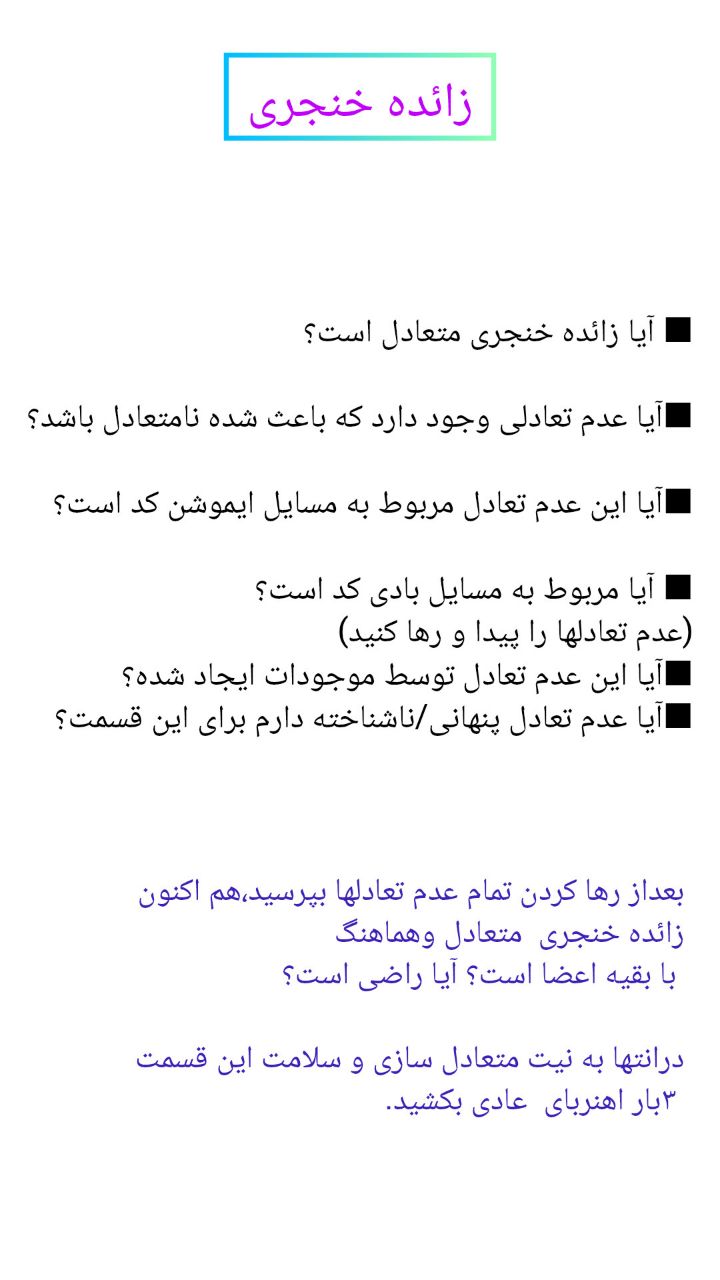 زائده خنجری
■ آیا زائده خنجری متعادل است؟
■آیا عدم تعادلی وجود دارد که باعث شده نامتعادل باشد؟
■آیا این عدم تعادل مربوط به مسایل ایموشن کد است؟
■ آیا مربوط به مسایل بادی کد است؟
(عدم تعادلها را پیدا و رها کنید)
■آیا این عدم تعادل توسط موجودات ایجاد شده؟
■آیا عدم تعادل پنهانی/ناشناخته دارم برای این قسمت؟
بعداز رها کردن تمام عدم تعادلها بپرسید،هم اکنون
زائده خنجری  متعادل وهماهنگ
با بقیه اعضا است؟ آیا راضی است؟
درانتها به نیت متعادل سازی و سلامت این قسمت
۳بار اهنربای  عادی بکشید.